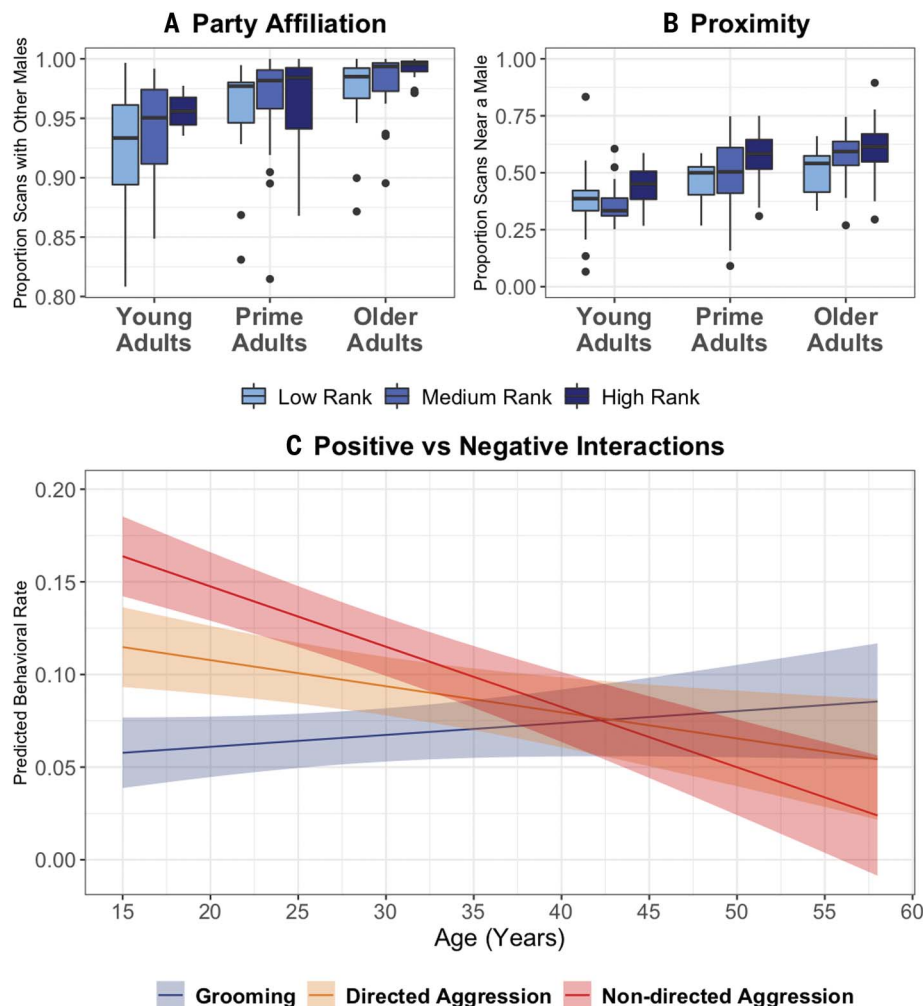 A Party Affiliation
Proportion Scans with Other Males
1.00
0.95
0.90
0.85
0.80
Young Adults
Prime Adults
Older Adults
B Proximity
Proportion Scans Near a Male
1.00
0.75
0.50
0.25
0.00
Young Adults
Prime Adults
Older Adults
Low Rank Medium Rank High Rank
C Positive vs Negative Interactions
Predicted Behavioral Rate
0.20
0.15
0.10
0.05
0.00
15 20 25 30 35 40 45 50 55 60
Age (Years)
Grooming Directed Aggression Non-directed Aggression